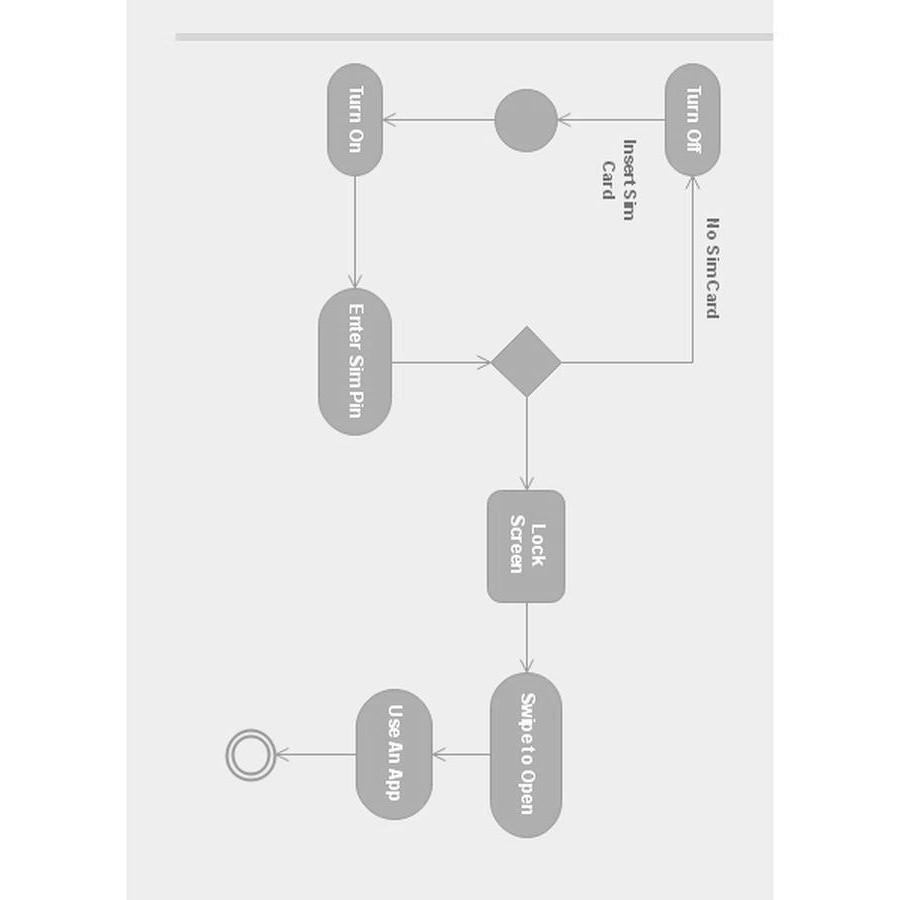 Turn Off
No Sim Card
Insert Sim
Card
Turn On
Enter Sim Pin
Lock
Screen
Swipe to Open
Use An App